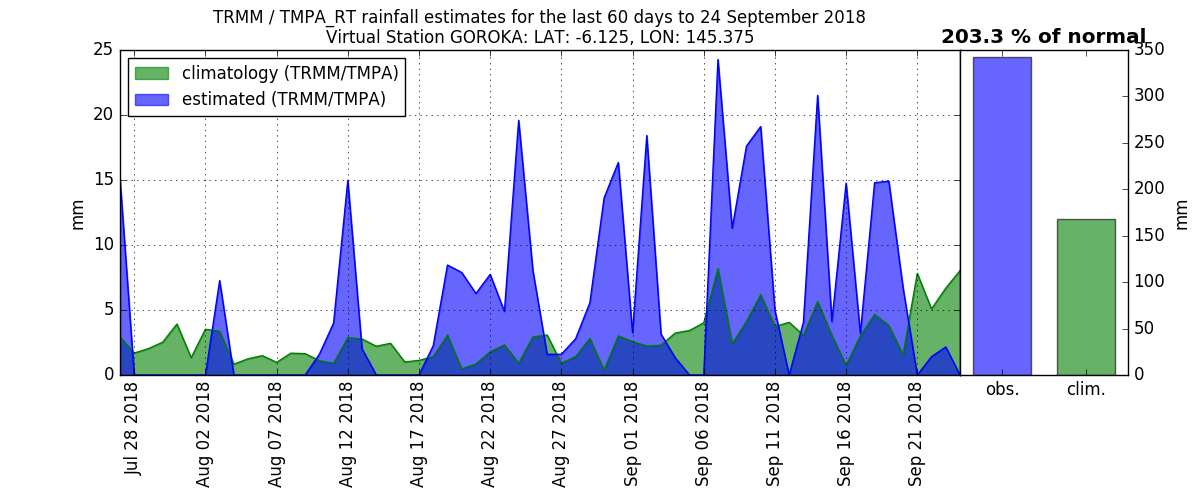 TRMM / TMPA_RT rainfall estimates for the last 60 days to 24 September 2018
Virtual Station GOROKA: LAT: -6.125, LON: 145.375
203.3 % of normal
climatology (TRMM/TMPA)
estimated (TRMM/TMPA)
25
20
15
10
5
0
mm
Jul 28 2018
Aug 02 2018
Aug 07 2018
Aug 12 2018
Aug 17 2018
Aug 22 2018
Aug 27 2018
Sep 01 2018
Sep 06 2018
Sep 11 2018
Sep 16 2018
Sep 21 2018
obs.
clim.
350
300
250
200
150
100
50
0
mm